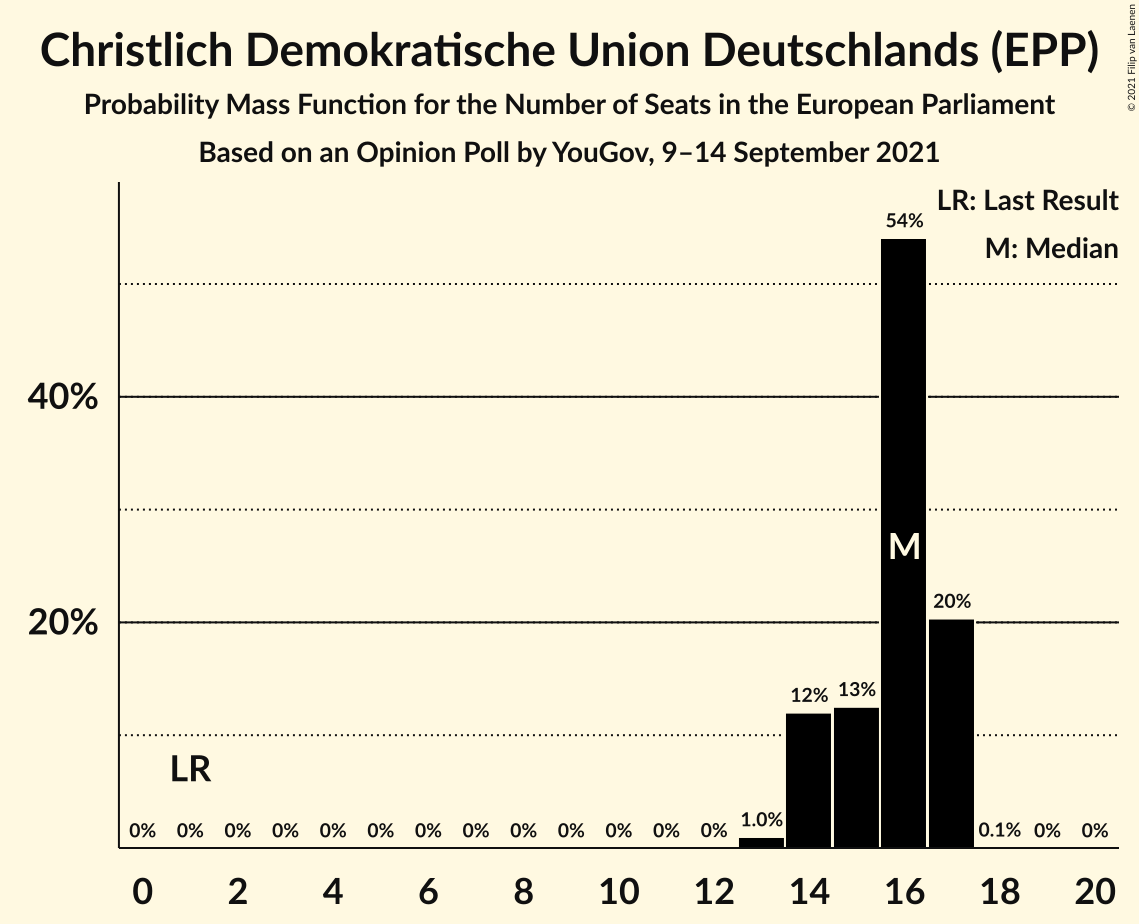 Christlich Demokratische Union Deutschlands (EPP)
Probability Mass Function for the Number of Seats in the European Parliament
Based on an Opinion Poll by YouGov, 9–14 September 2021
© 2021 Filip van Laenen
LR: Last Result
M: Median
54%
40%
M
20%
20%
12%
13%
LR
0% 0% 0% 0% 0% 0% 0% 0% 0% 0% 0% 0% 0% 1.0% 0.1% 0% 0%
0 2 4 6 8 10 12 14 16 18 20